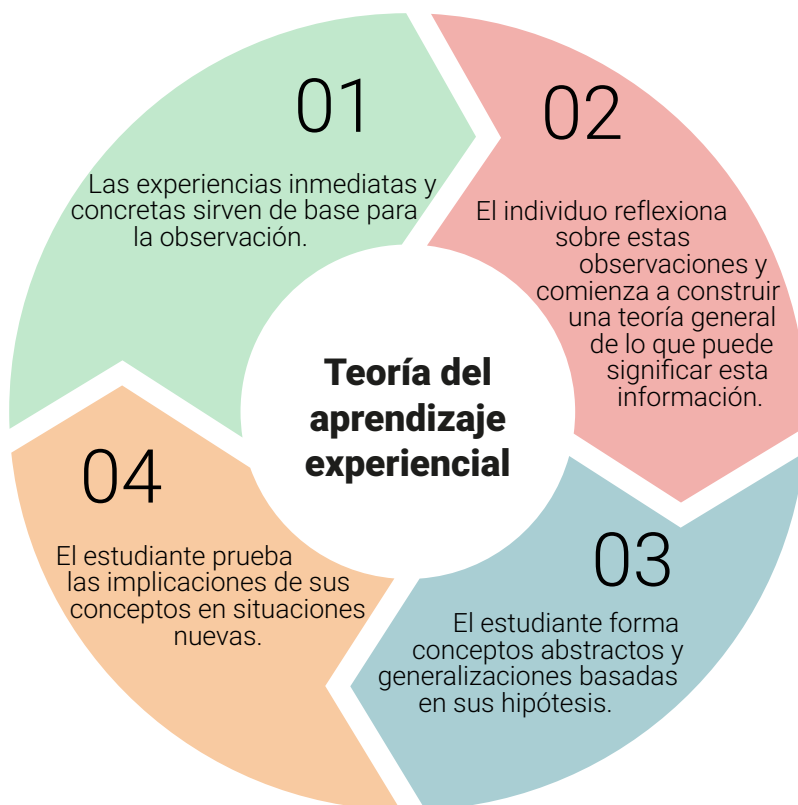 01
Las experiencias inmediatas y
concretas sirven de base para
la observación.
02
El individuo reflexiona
sobre estas
observaciones y
comienza a construir
una teoría general
de lo que puede
significar esta
información.
Teoría del
aprendizaje
experiencial
03
El estudiante forma
conceptos abstractos y
generalizaciones basadas
en sus hipótesis.
04
El estudiante prueba
las implicaciones de sus
conceptos en situaciones
nuevas.